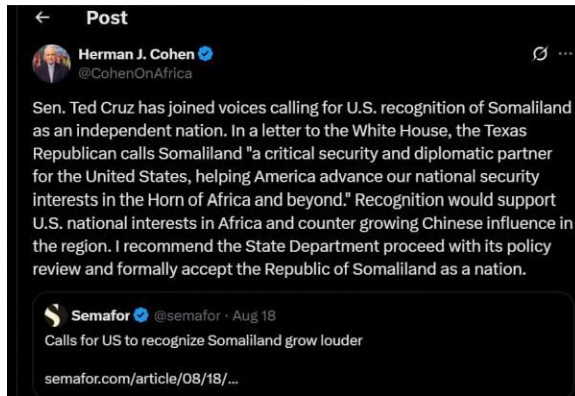 Post
Herman J. Cohen
@CohenOnAfrica
Sen. Ted Cruz has joined voices calling for U.S. recognition of Somaliland
as an independent nation. In a letter to the White House, the Texas
Republican calls Somaliland "a critical security and diplomatic partner
for the United States, helping America advance our national security
interests in the Horn of Africa and beyond." Recognition would support
U.S. national interests in Africa and counter growing Chinese influence in
the region. I recommend the State Department proceed with its policy
review and formally accept the Republic of Somaliland as a nation.
Semafor @semafor · Aug 18
Calls for US to recognize Somaliland grow louder
semafor.com/article/08/18/...